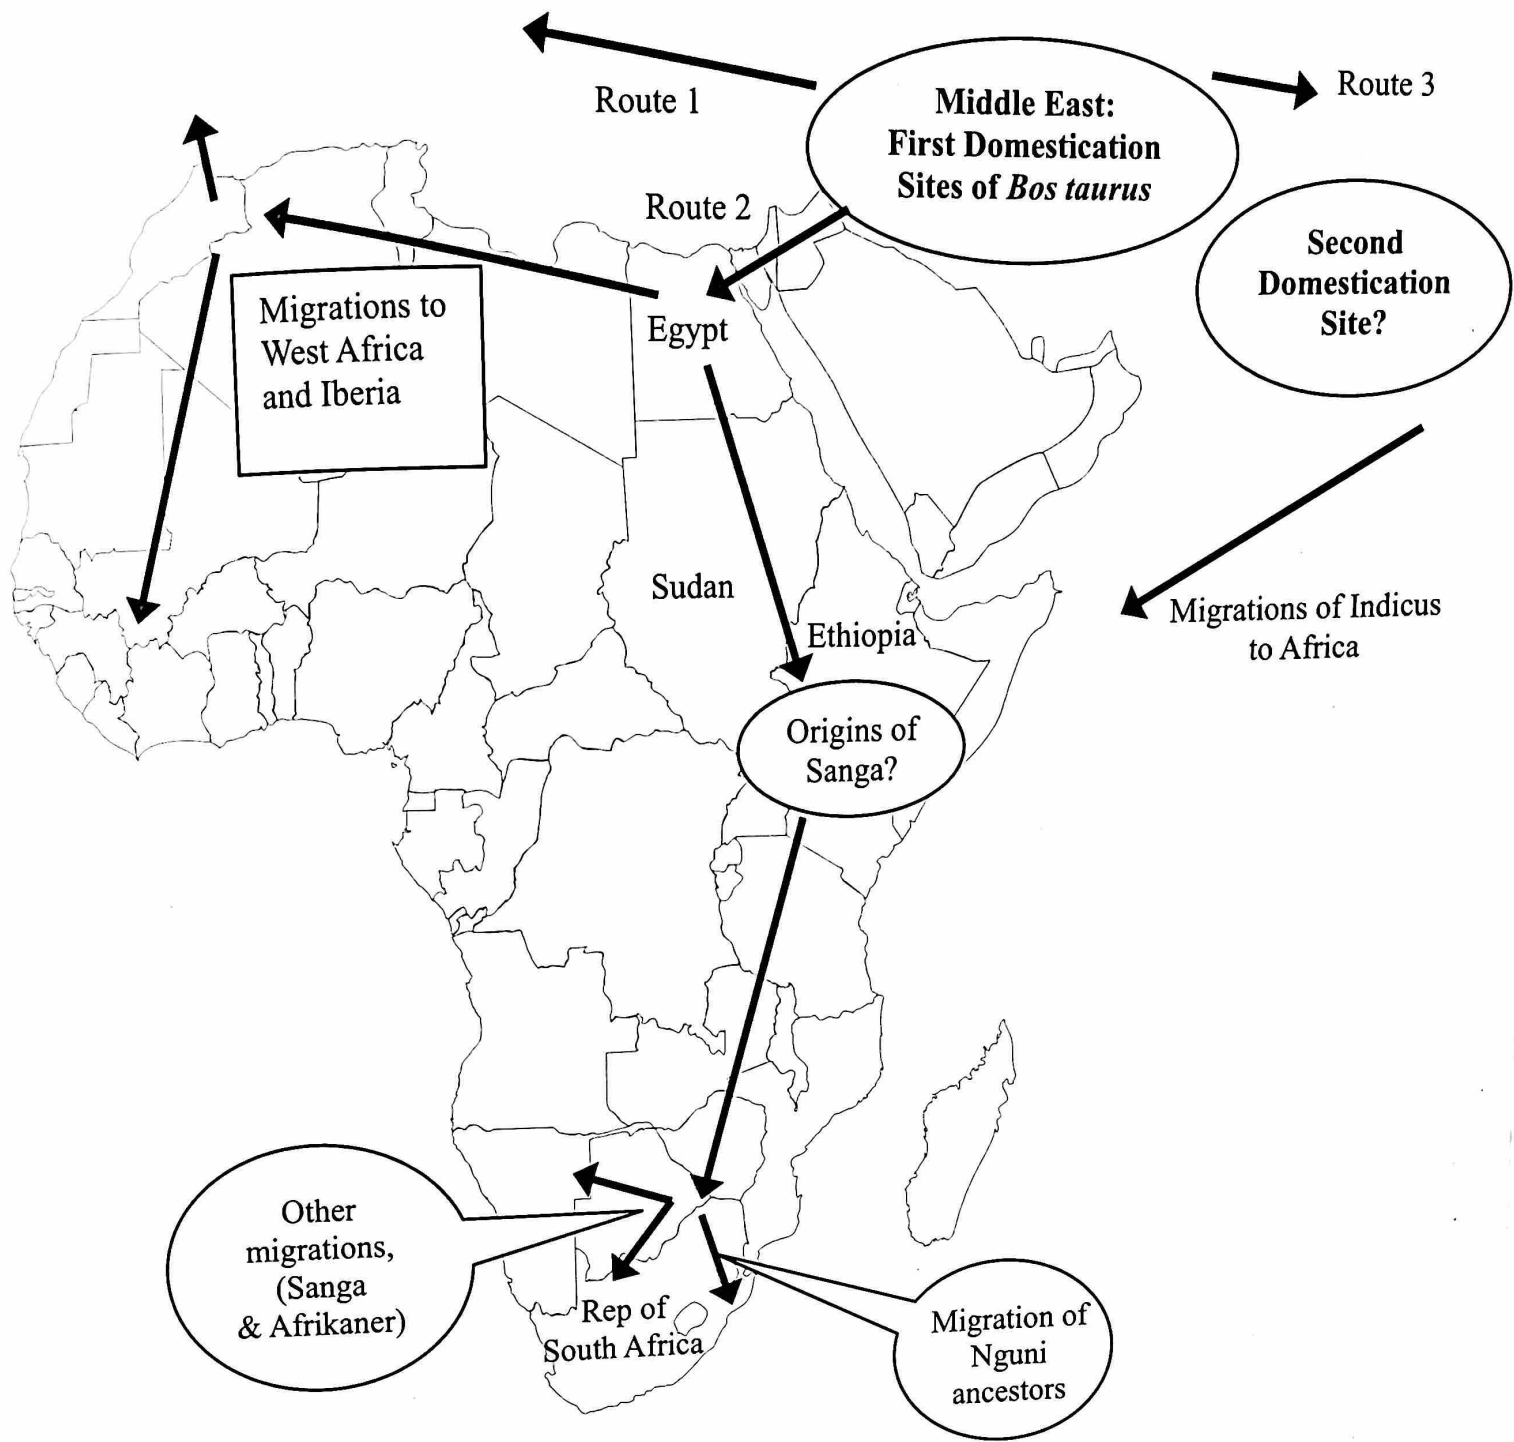 Route 1
Middle East:
First Domestication
Sites of Bos taurus
Route 3
Route 2
Second
Domestication
Site?
Migrations to
West Africa
and Iberia
Egypt
Sudan
Ethiopia
Migrations of Indicus
to Africa
Origins of
Sanga?
Other
migrations,
(Sanga
& Afrikaner)
Rep of
South Africa
Migration of
Nguni
ancestors